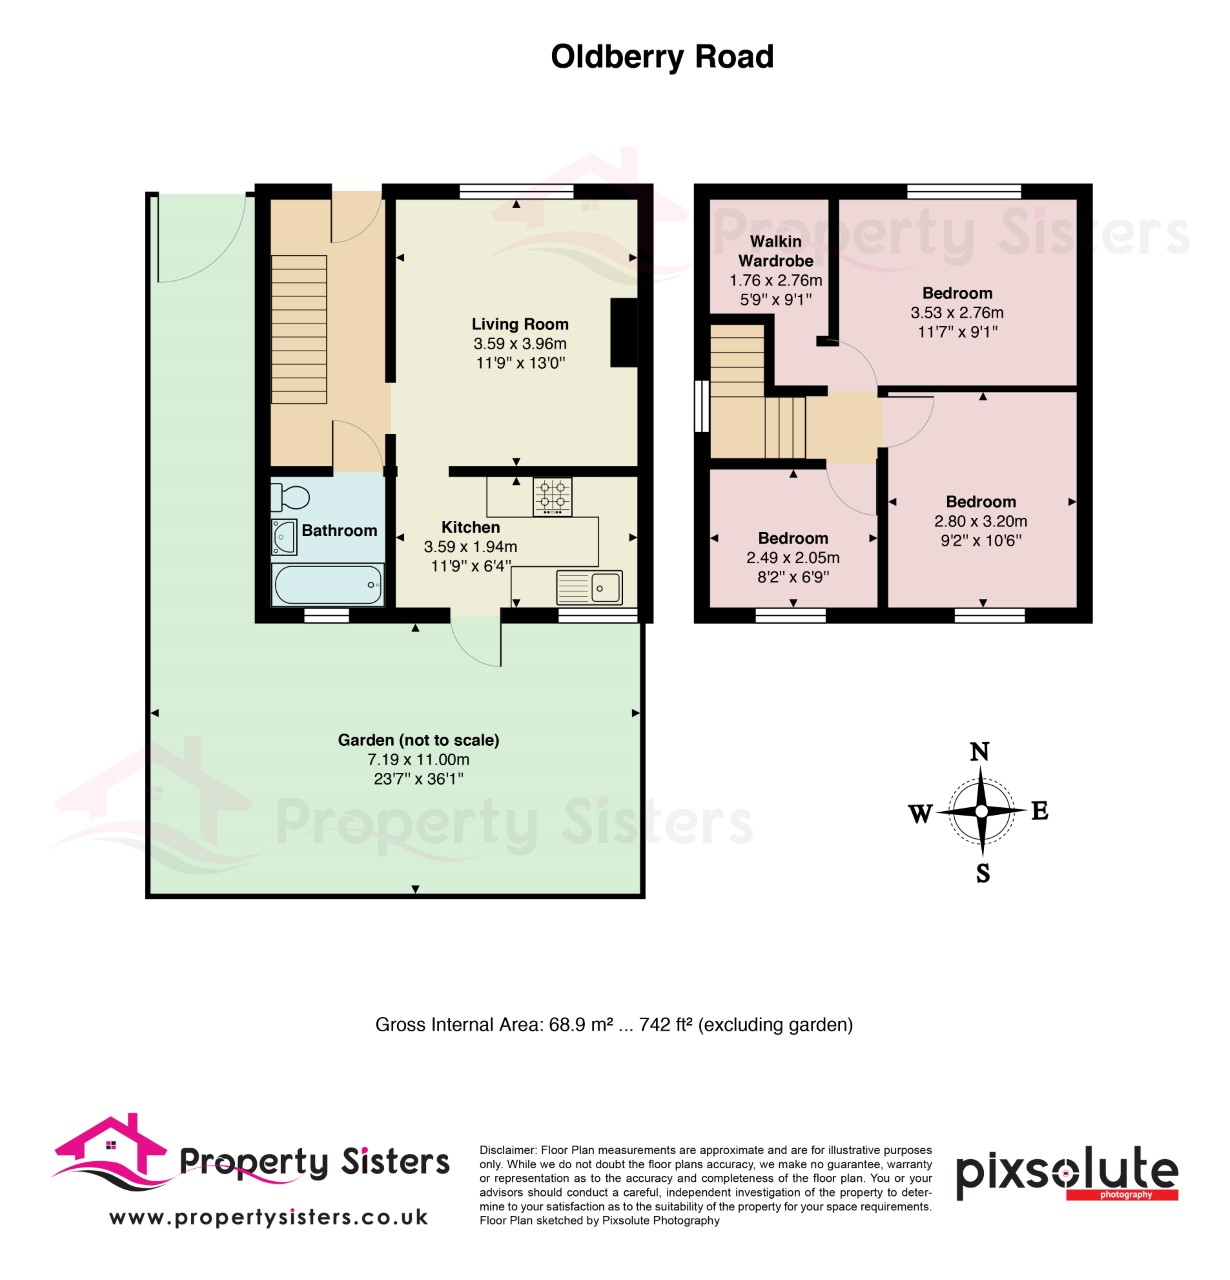 Oldberry Road
Property Sisters
Walkin
Wardrobe
1.76 x 2.76m
5'9" x 9'1"
Bedroom
3.53 x 2.76m
11'7" x 9'1"
Living Room
3.59 x 3.96m
11'9" x 13'0"
Bathroom
Kitchen
3.59 x 1.94m
11'9" x 6'4"
Bedroom
2.49 x 2.05m
8'2" x 6'9"
Bedroom
2.80 x 3.20m
9'2" x 10'6"
Garden (not to scale)
7.19 x 11.00m
23'7" x 36'1"
Property Sisters
N
W
E
S
Gross Internal Area: 68.9 m² ... 742 ft² (excluding garden)
Property Sisters
www.propertysisters.co.uk
Disclaimer: Floor Plan measurements are approximate and are for illustrative purposes
only. While we do not doubt the floor plans accuracy, we make no guarantee, warranty
or representation as to the accuracy and completeness of the floor plan. You or your
advisors should conduct a careful, independent investigation of the property to deter-
mine to your satisfaction as to the suitability of the property for your space requirements.
Floor Plan sketched by Pixsolute Photography
pixsolute
photography